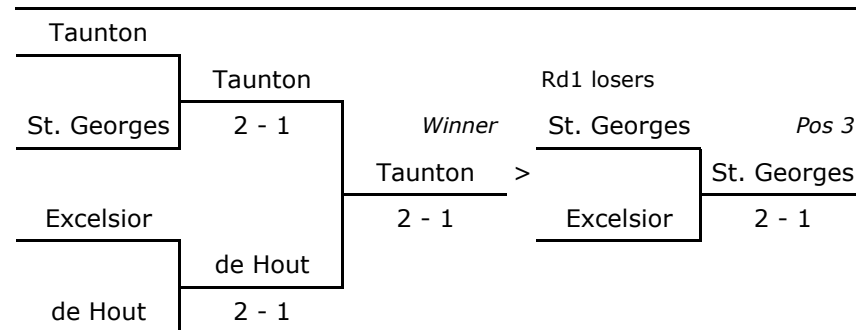 Taunton
Taunton Rd1 losers
St. Georges 2 - 1 Winner St. Georges Pos 3
Taunton > St. Georges
Excelsior 2 - 1 Excelsior 2 - 1
de Hout
de Hout 2 - 1